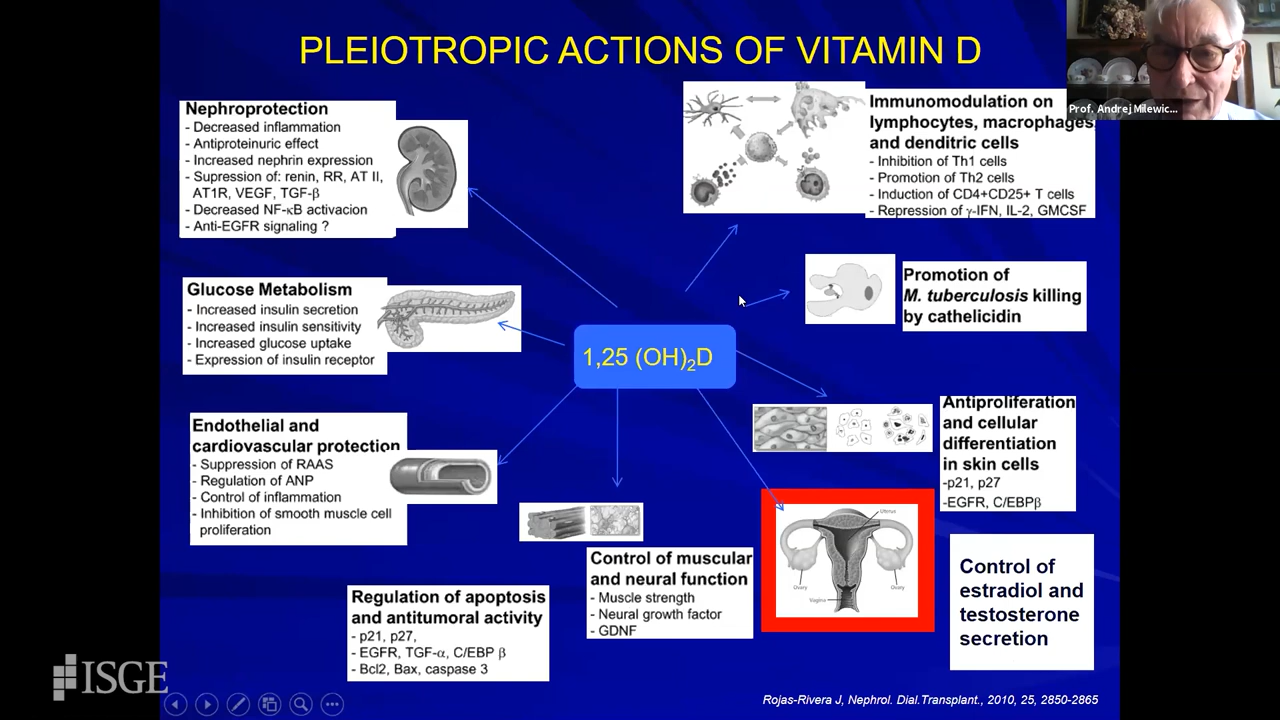 PLEIOTROPIC ACTIONS OF VITAMIN D
Prof. Andrej Milewic...
Nephroprotection
- Decreased inflammation
- Antiproteinuric effect
- Increased nephrin expression
- Supresion of: renin, RR, AT II,
AT1R, VEGF, TGF-β
- Decreased NF-κB activacion
- Anti-EGFR signaling ?
Immunomodulation on
lymphocytes, macrophages,
and denditric cells
- Inhibition of Th1 cells
- Promotion of Th2 cells
- Induction of CD4+CD25+ T cells
- Repression of γ-IFN, IL-2, GMCSF
Promotion of
M. tuberculosis killing
by cathelicidin
Glucose Metabolism
- Increased insulin secretion
- Increased insulin sensitivity
- Increased glucose uptake
- Expression of insulin receptor
1,25 (OH)₂D
Endothelial and
cardiovascular protection
- Suppression of RAAS
- Regulation of ANP
- Control of inflammation
- Inhibition of smooth muscle cell
proliferation
Antiproliferation
and cellular
differentiation
in skin cells
-p21, p27
-EGFR, C/EBPβ
Uterus
Ovary
Ovary
Vagina
Control of muscular
and neural function
- Muscle strength
- Neural growth factor
- GDNF
Control of
estradiol and
testosterone
secretion
Regulation of apoptosis
and antitumoral activity
- p21, p27,
- EGFR, TGF-α, C/EBP β
- Bcl2, Bax, caspase 3
ISGE
Rojas-Rivera J, Nephrol. Dial.Transplant., 2010, 25, 2850-2865